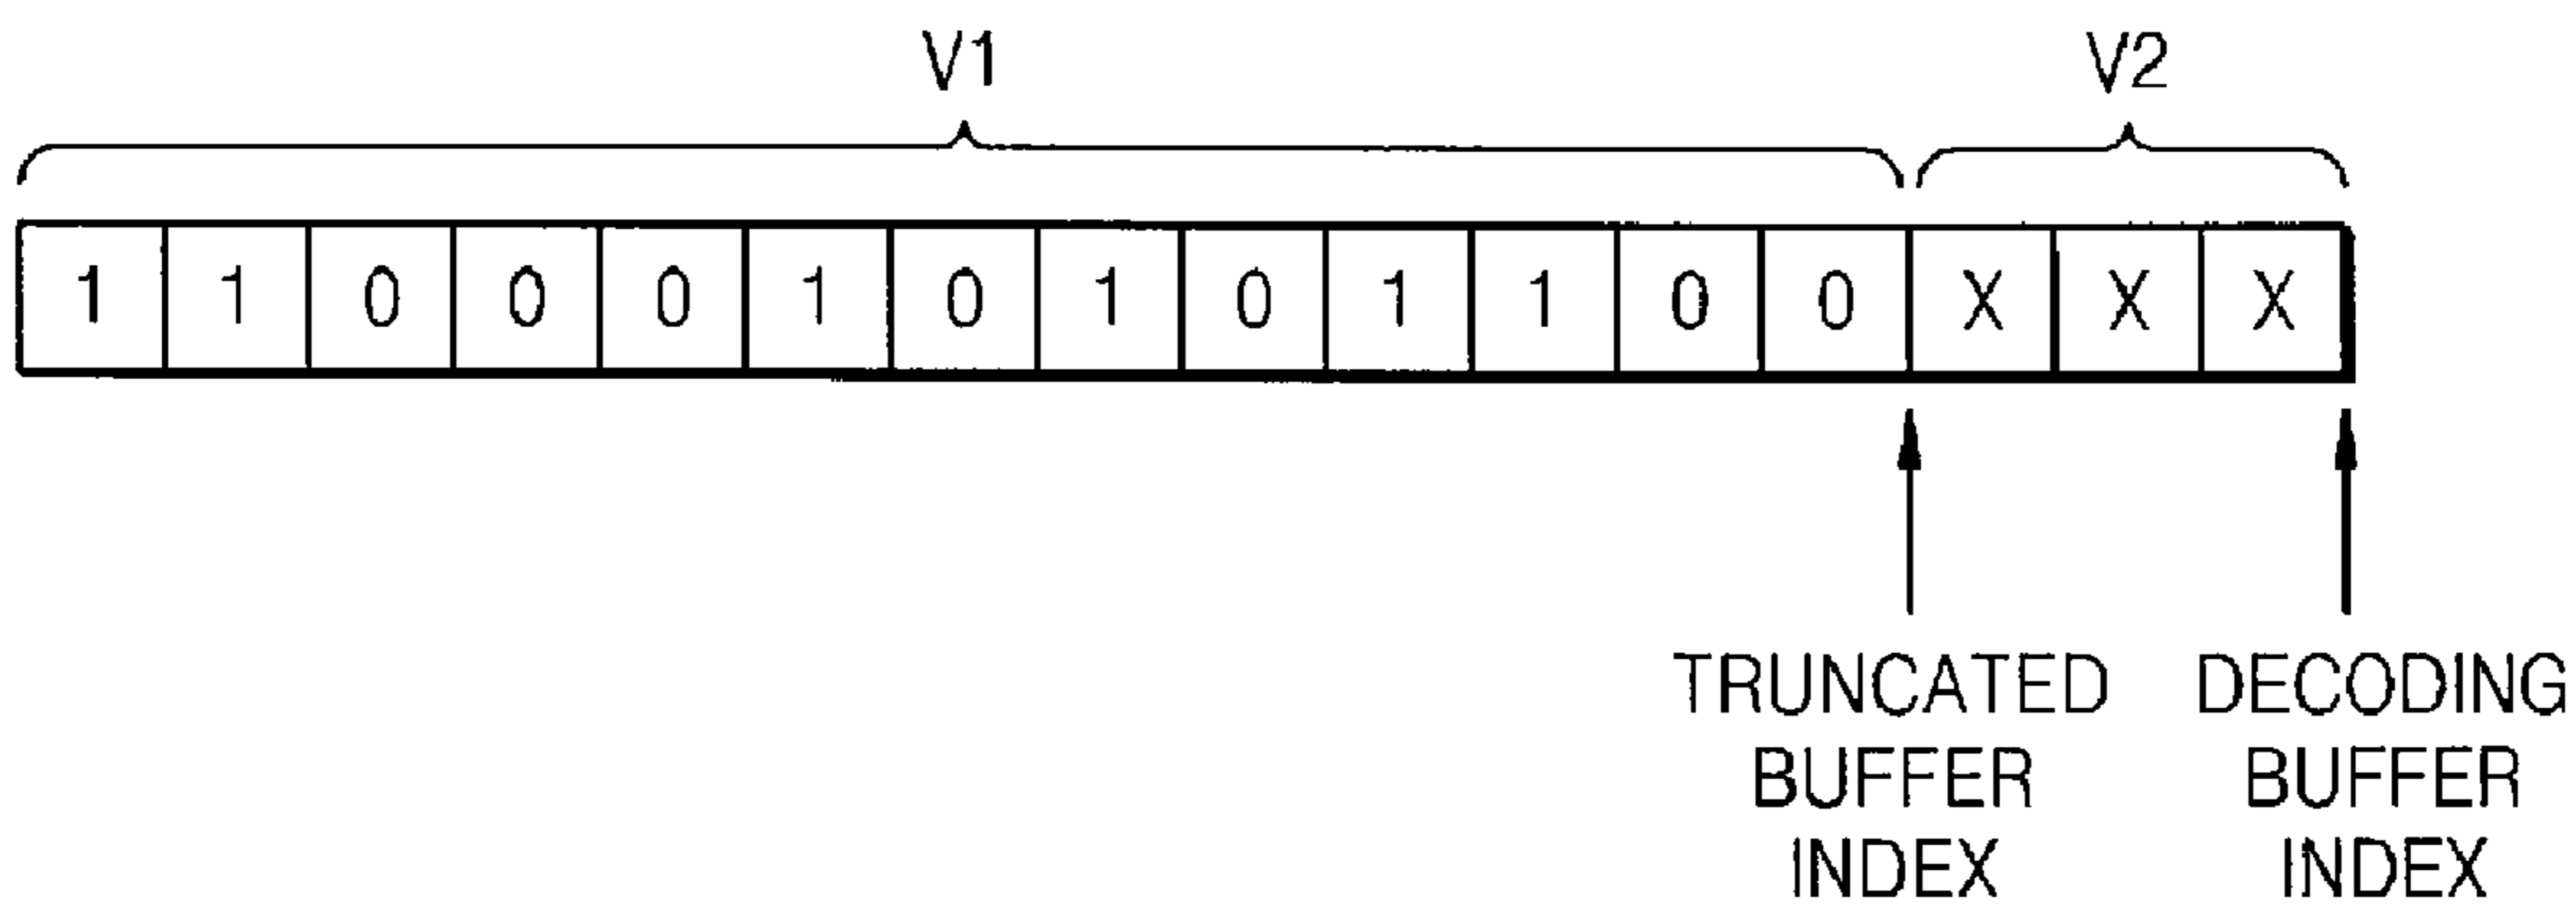 V1 V2
1 1 0 0 0 1 0 1 0 1 1 0 0 X X X
TRUNCATED DECODING
BUFFER BUFFER
INDEX INDEX